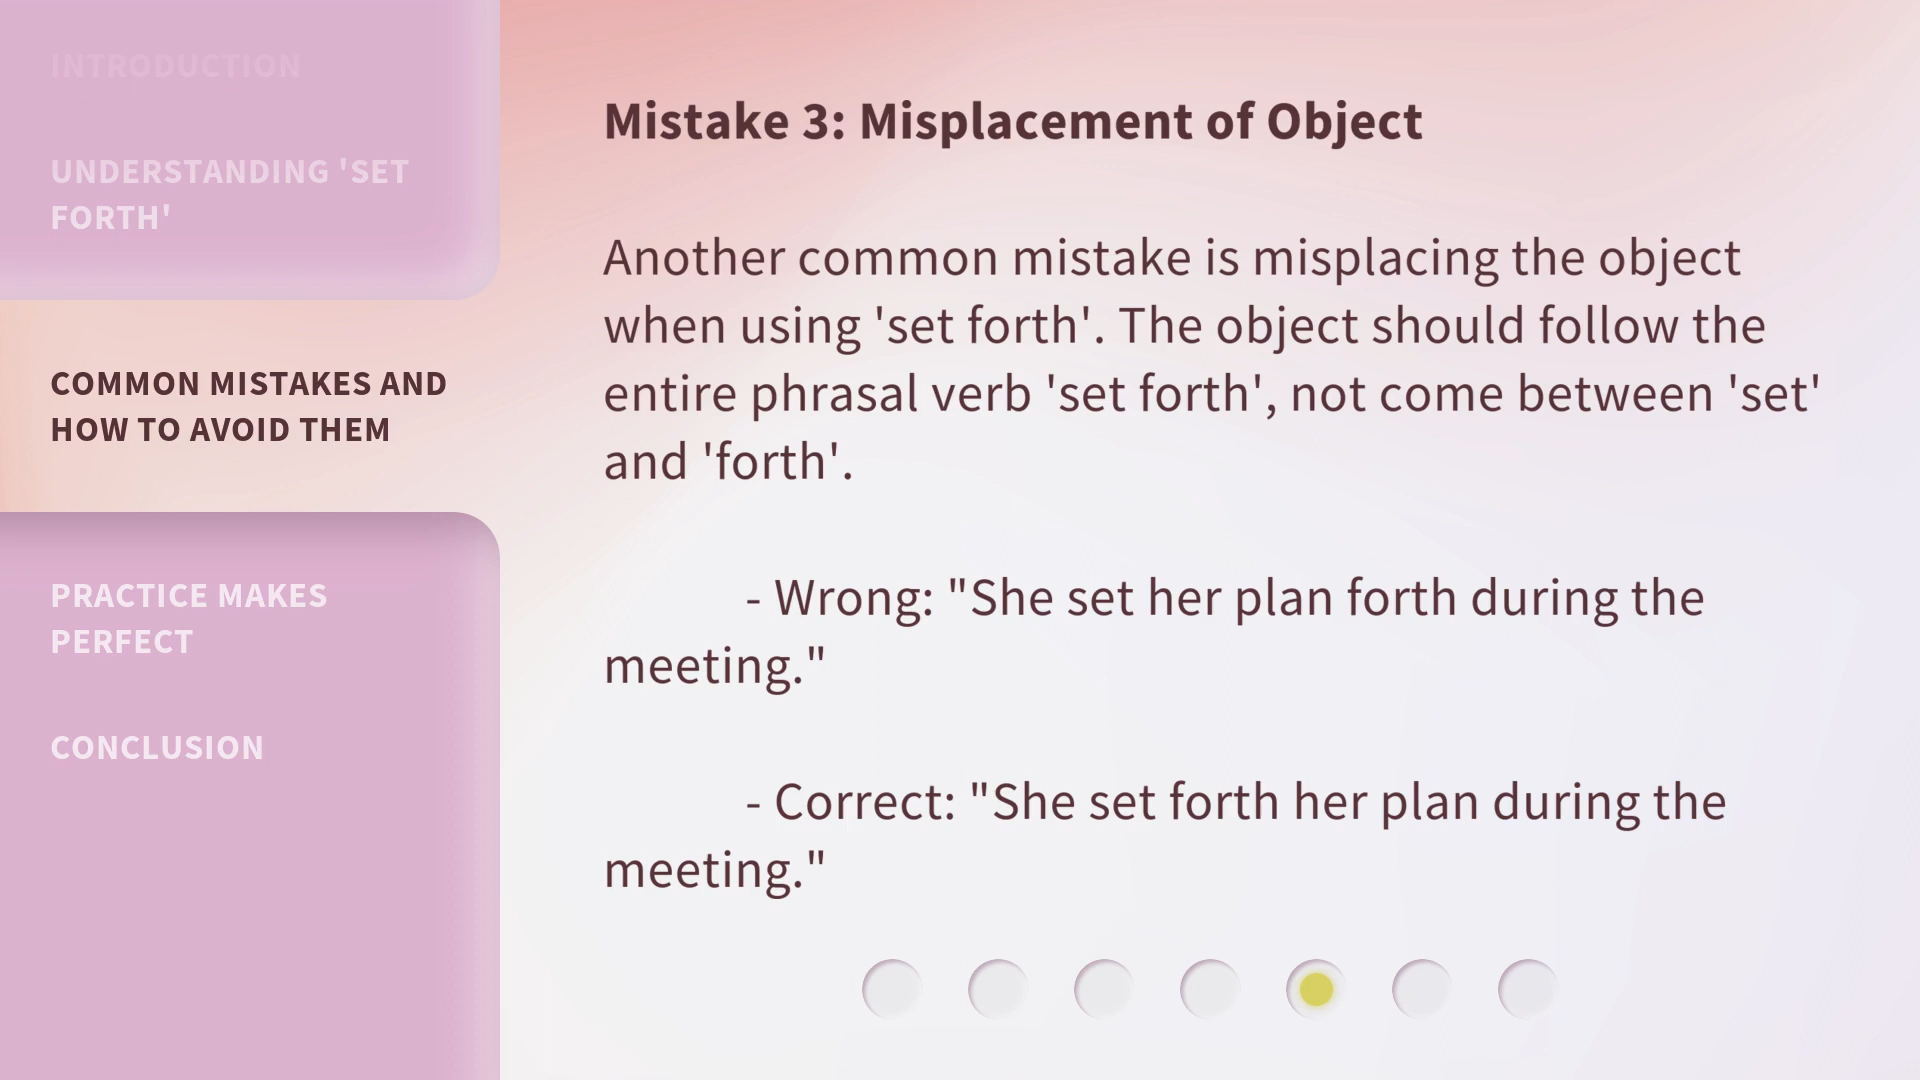 INTRODUCTION
UNDERSTANDING 'SET
FORTH'
COMMON MISTAKES AND
HOW TO AVOID THEM
PRACTICE MAKES
PERFECT
CONCLUSION
Mistake 3: Misplacement of Object
Another common mistake is misplacing the object
when using 'set forth'. The object should follow the
entire phrasal verb 'set forth', not come between 'set'
and 'forth'.
- Wrong: "She set her plan forth during the
meeting."
- Correct: "She set forth her plan during the
meeting."